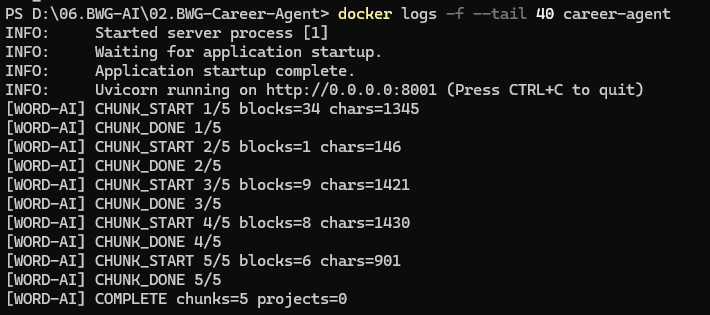 PS D:\06.BWG-AI\02.BWG-Career-Agent> docker logs -f --tail 40 career-agent
INFO:     Started server process [1]
INFO:     Waiting for application startup.
INFO:     Application startup complete.
INFO:     Uvicorn running on http://0.0.0.0:8001 (Press CTRL+C to quit)
[WORD-AI] CHUNK_START 1/5 blocks=34 chars=1345
[WORD-AI] CHUNK_DONE 1/5
[WORD-AI] CHUNK_START 2/5 blocks=1 chars=146
[WORD-AI] CHUNK_DONE 2/5
[WORD-AI] CHUNK_START 3/5 blocks=9 chars=1421
[WORD-AI] CHUNK_DONE 3/5
[WORD-AI] CHUNK_START 4/5 blocks=8 chars=1430
[WORD-AI] CHUNK_DONE 4/5
[WORD-AI] CHUNK_START 5/5 blocks=6 chars=901
[WORD-AI] CHUNK_DONE 5/5
[WORD-AI] COMPLETE chunks=5 projects=0